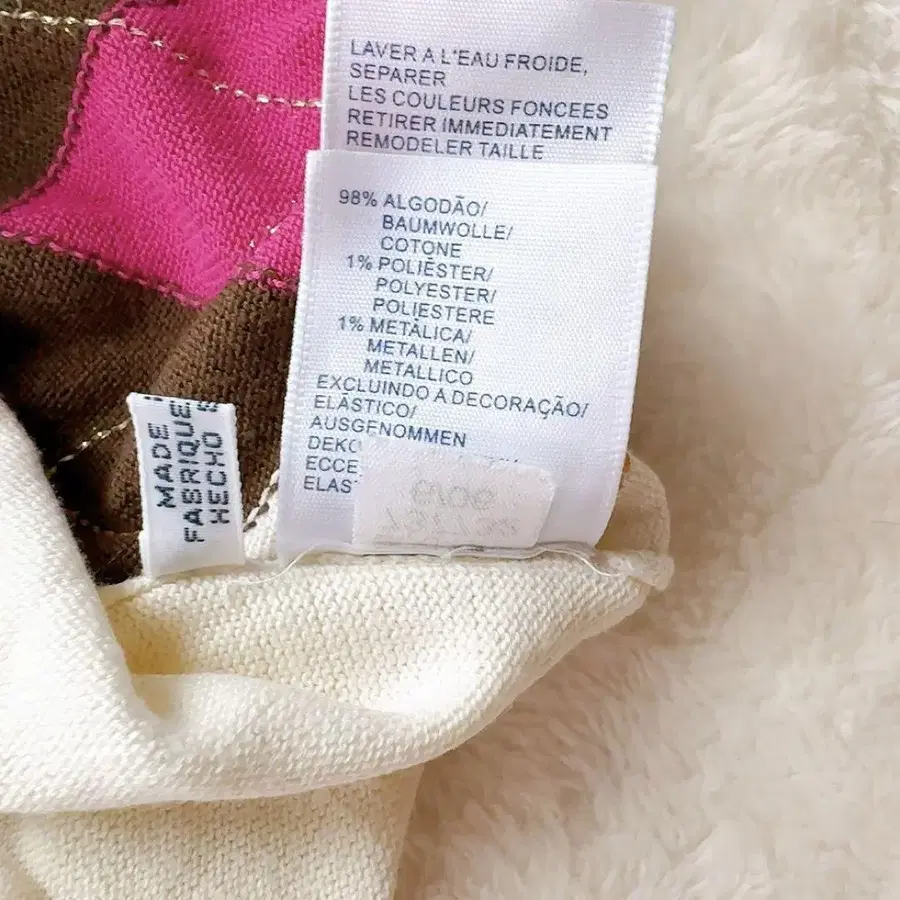 LAVER A L'EAU FROIDE,
SEPARER
LES COULEURS FONCEES
RETIRER IMMEDIATEMENT
REMODELER TAILLE
98% ALGODÃO/
BAUMWOLLE/
COTONE
1% POLIÉSTER/
POLYESTER/
POLIESTERE
1% METÁLICA/
METALLEN/
METALLICO
EXCLUINDO A DECORAÇÃO/
ELÁSTICO/
AUSGENOMMEN
MADE
FABRIQUE
HECHO